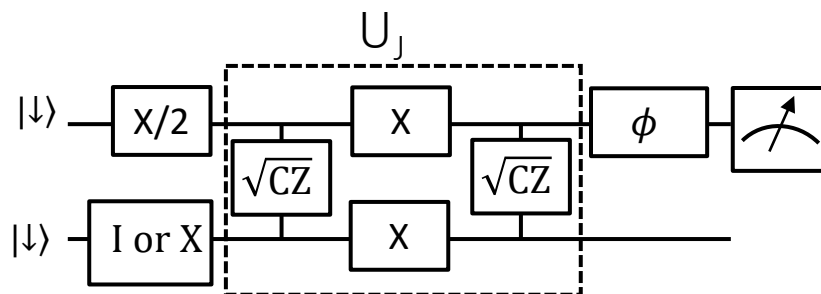 U_J
|↓⟩ X/2 X ϕ
√CZ √CZ
|↓⟩ I or X X